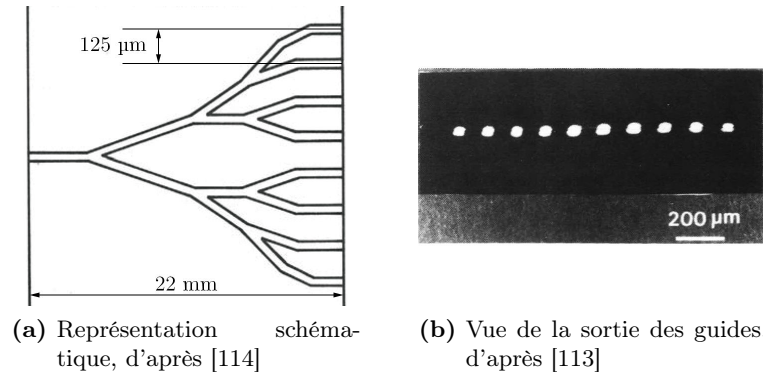 125 µm
22 mm
200 µm
(a) Représentation schéma-
tique, d'après [114]
(b) Vue de la sortie des guides
d'après [113]